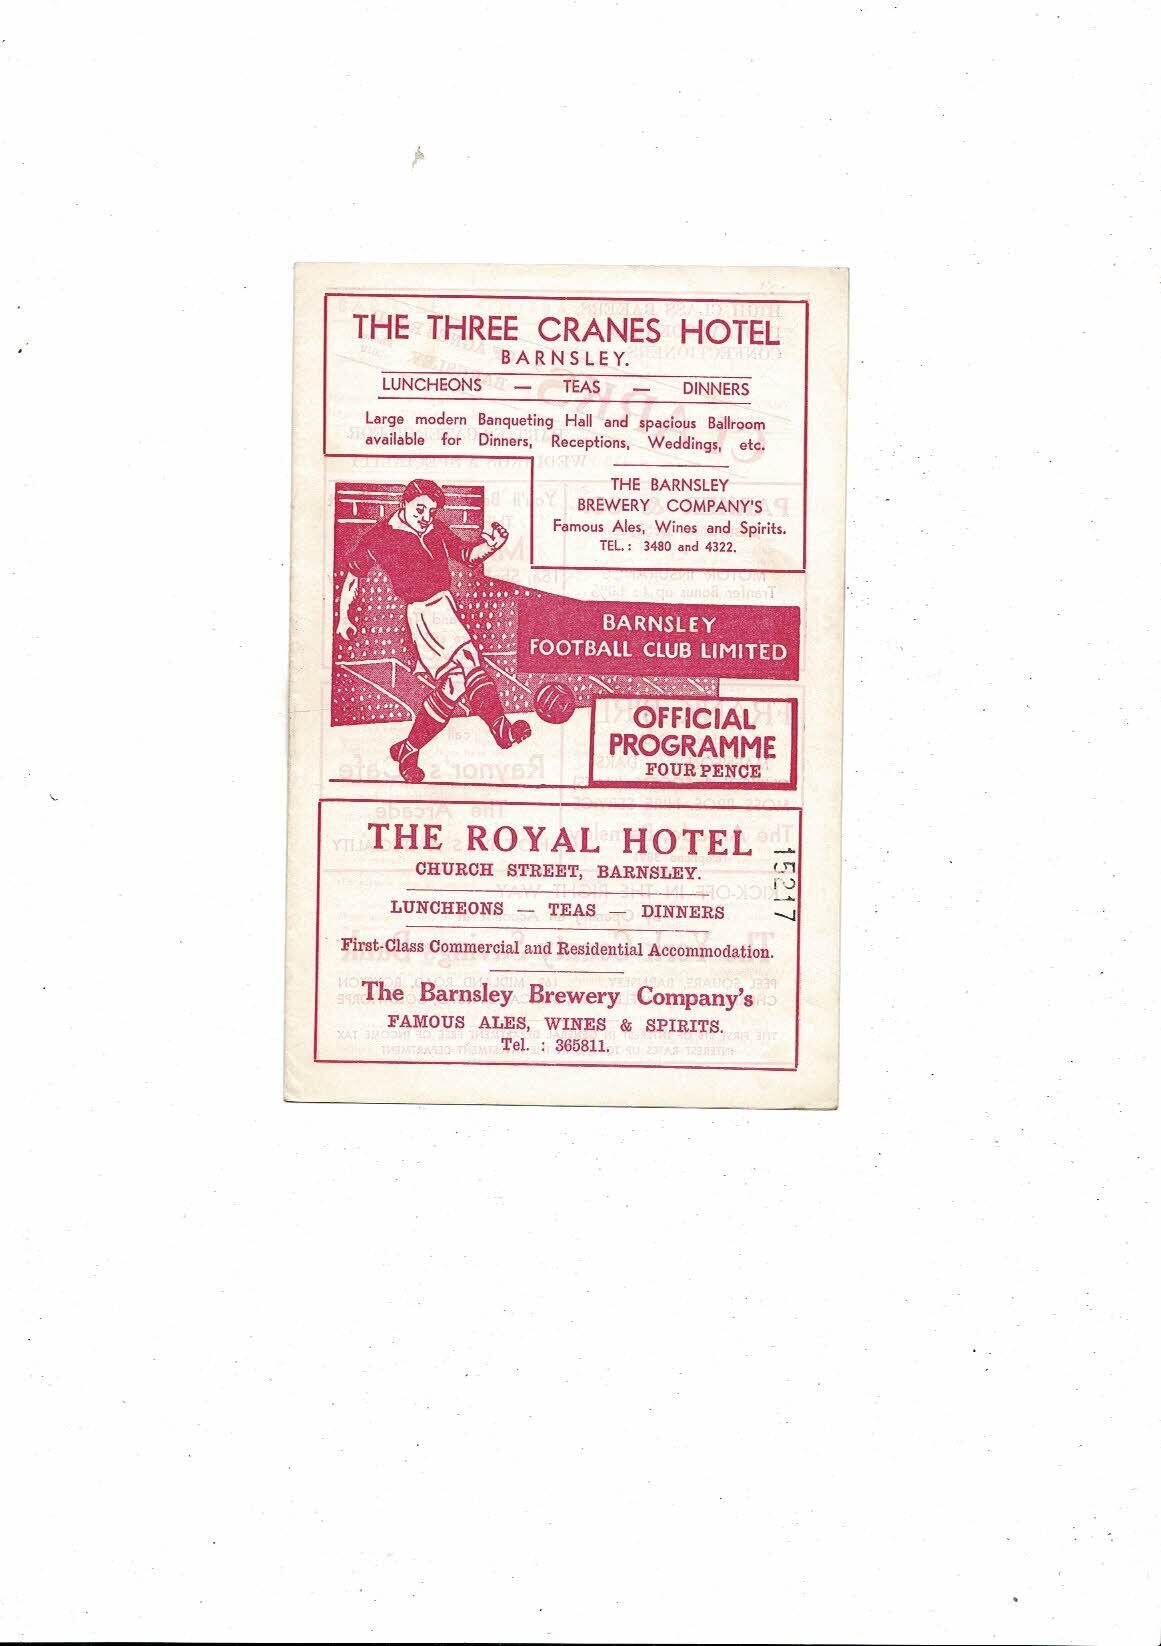 THE THREE CRANES HOTEL
BARNSLEY.
LUNCHEONS — TEAS — DINNERS
Large modern Banqueting Hall and spacious Ballroom
available for Dinners, Receptions, Weddings, etc.
THE BARNSLEY
BREWERY COMPANY'S
Famous Ales, Wines and Spirits.
TEL.: 3480 and 4322.
BARNSLEY
FOOTBALL CLUB LIMITED
OFFICIAL
PROGRAMME
FOUR PENCE
THE ROYAL HOTEL
CHURCH STREET, BARNSLEY.
LUNCHEONS — TEAS — DINNERS
First-Class Commercial and Residential Accommodation.
The Barnsley Brewery Company's
FAMOUS ALES, WINES & SPIRITS.
Tel. : 365811.
15217